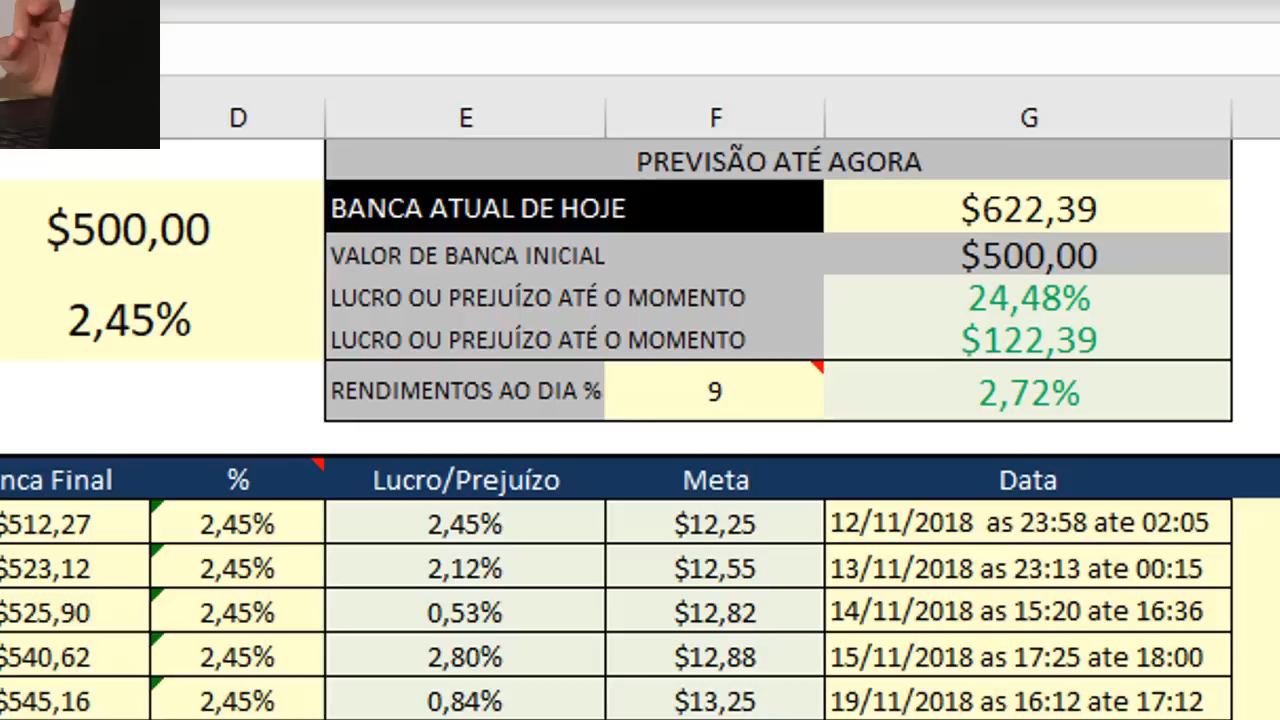 D E F G
PREVISÃO ATÉ AGORA
$500,00
BANCA ATUAL DE HOJE $622,39
VALOR DE BANCA INICIAL $500,00
2,45%
LUCRO OU PREJUÍZO ATÉ O MOMENTO 24,48%
LUCRO OU PREJUÍZO ATÉ O MOMENTO $122,39
RENDIMENTOS AO DIA % 9 2,72%
Final % Lucro/Prejuízo Meta Data
$512,27 2,45% 2,45% $12,25 12/11/2018 as 23:58 ate 02:05
$523,12 2,45% 2,12% $12,55 13/11/2018 as 23:13 ate 00:15
$525,90 2,45% 0,53% $12,82 14/11/2018 as 15:20 ate 16:36
$540,62 2,45% 2,80% $12,88 15/11/2018 as 17:25 ate 18:00
$545,16 2,45% 0,84% $13,25 19/11/2018 as 16:12 ate 17:12